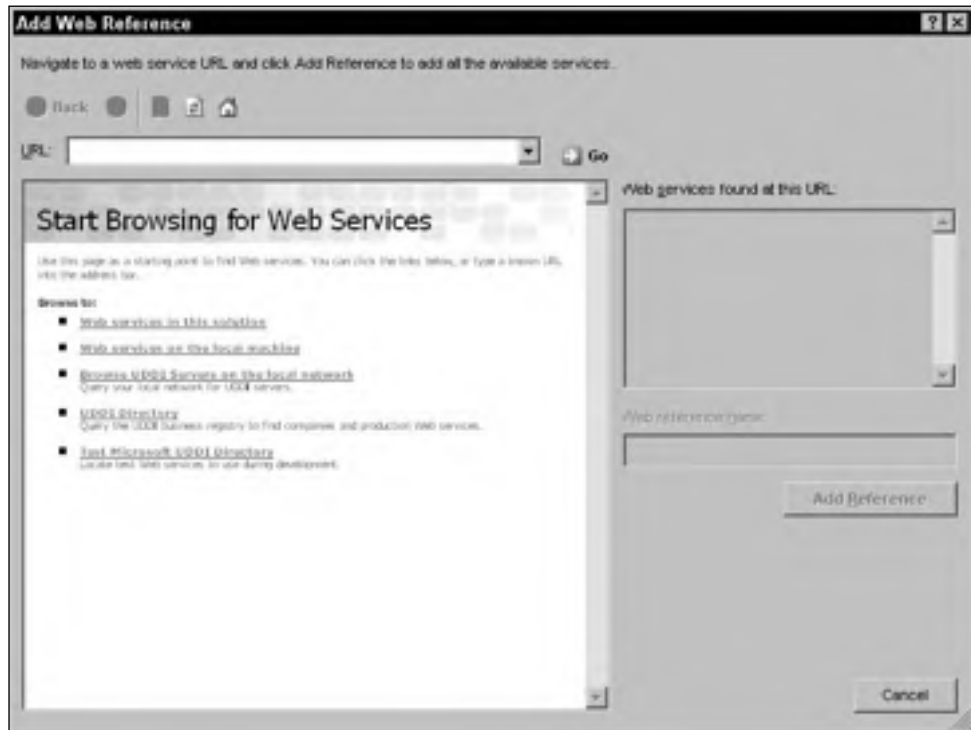 Add Web Reference
Navigate to a web service URL and click Add Reference to add all the available services.
Back
URL:
Go
Start Browsing for Web Services
Use this page as a starting point to find Web services. You can click the links below, or type a known URL
into the address bar.
Browse to:
Web services in this solution
Web services on the local machine
Browse UDDI Servers on the local network
Query your local network for UDDI servers.
UDDI Directory
Query the UDDI business registry to find companies and production Web services.
Test Microsoft UDDI Directory
Locate test Web services to use during development.
Web services found at this URL:
Web reference name:
Add Reference
Cancel